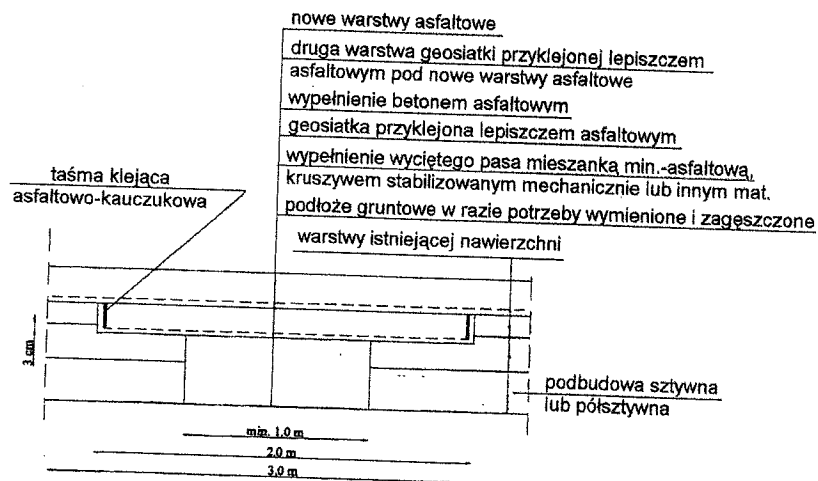 nowe warstwy asfaltowe
druga warstwa geosiatki przyklejonej lepiszczem
asfaltowym pod nowe warstwy asfaltowe
wypełnienie betonem asfaltowym
geosiatka przyklejona lepiszczem asfaltowym
wypełnienie wyciętego pasa mieszanką min.-asfaltową,
kruszywem stabilizowanym mechanicznie lub innym mat.
podłoże gruntowe w razie potrzeby wymienione i zagęszczone
warstwy istniejącej nawierzchni
taśma klejąca
asfaltowo-kauczukowa
3 cm
podbudowa sztywna
lub półsztywna
min. 1,0 m
2,0 m
3,0 m